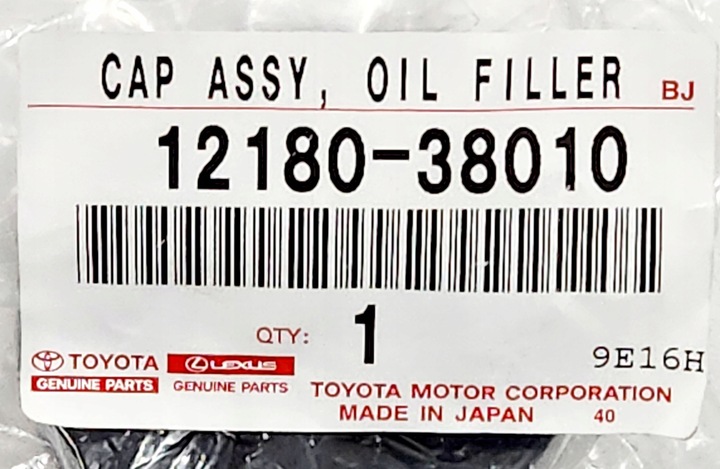 CAP ASSY, OIL FILLER BJ
12180-38010
QTY: 1
9E16H
TOYOTA LEXUS
GENUINE PARTS GENUINE PARTS
TOYOTA MOTOR CORPORATION
MADE IN JAPAN 40